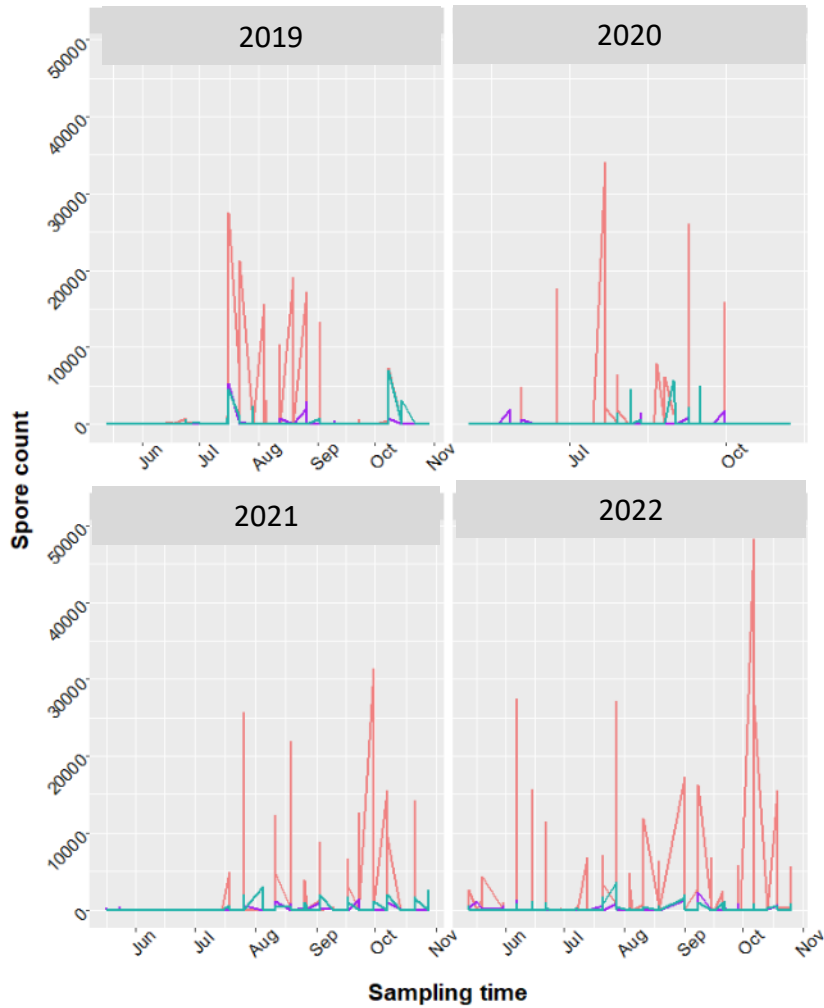 2019
2020
50000
40000
30000
20000
10000
0
Jun Jul Aug Sep Oct Nov
Jul Oct
2021
2022
50000
40000
30000
20000
10000
0
Jun Jul Aug Sep Oct Nov
Jun Jul Aug Sep Oct Nov
Spore count
Sampling time